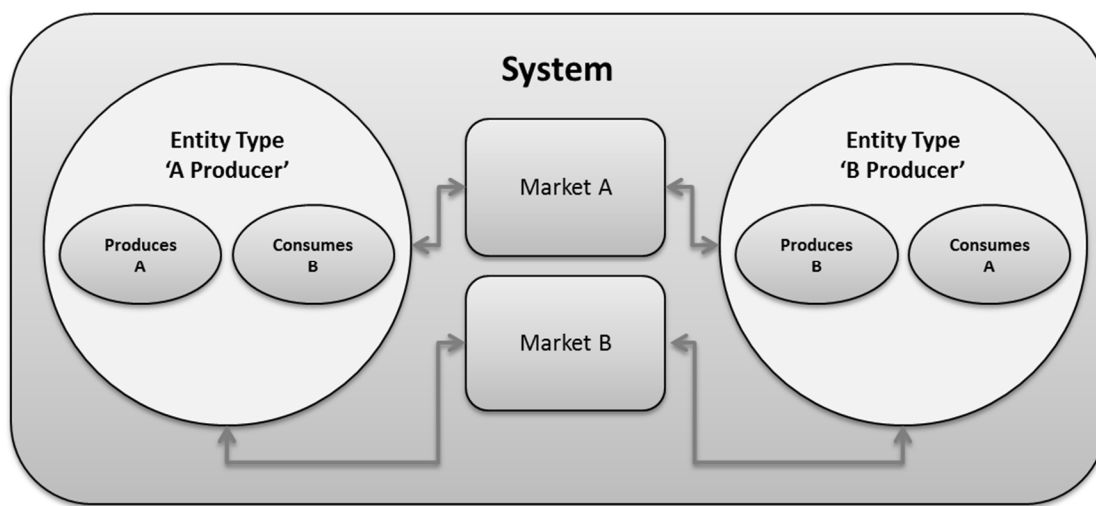 System
Entity Type
‘A Producer’
Produces
A
Consumes
B
Market A
Market B
Entity Type
‘B Producer’
Produces
B
Consumes
A